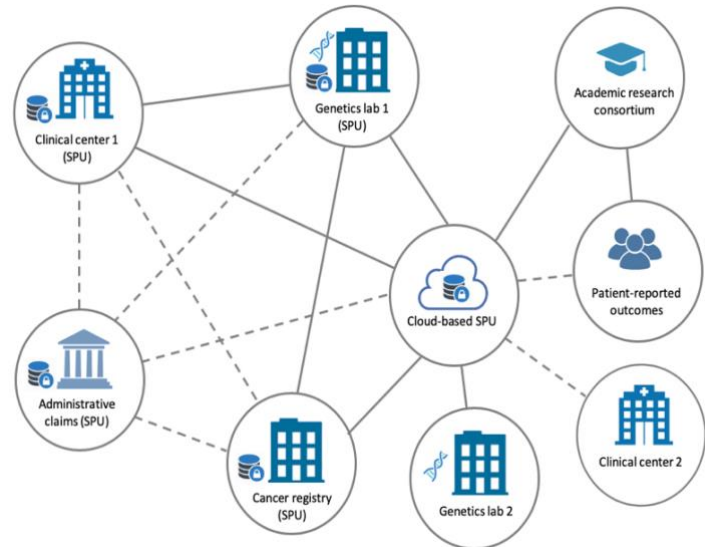 Clinical center 1
(SPU)
Genetics lab 1
(SPU)
Academic research
consortium
Cloud-based SPU
Patient-reported
outcomes
Administrative
claims (SPU)
Cancer registry
(SPU)
Genetics lab 2
Clinical center 2